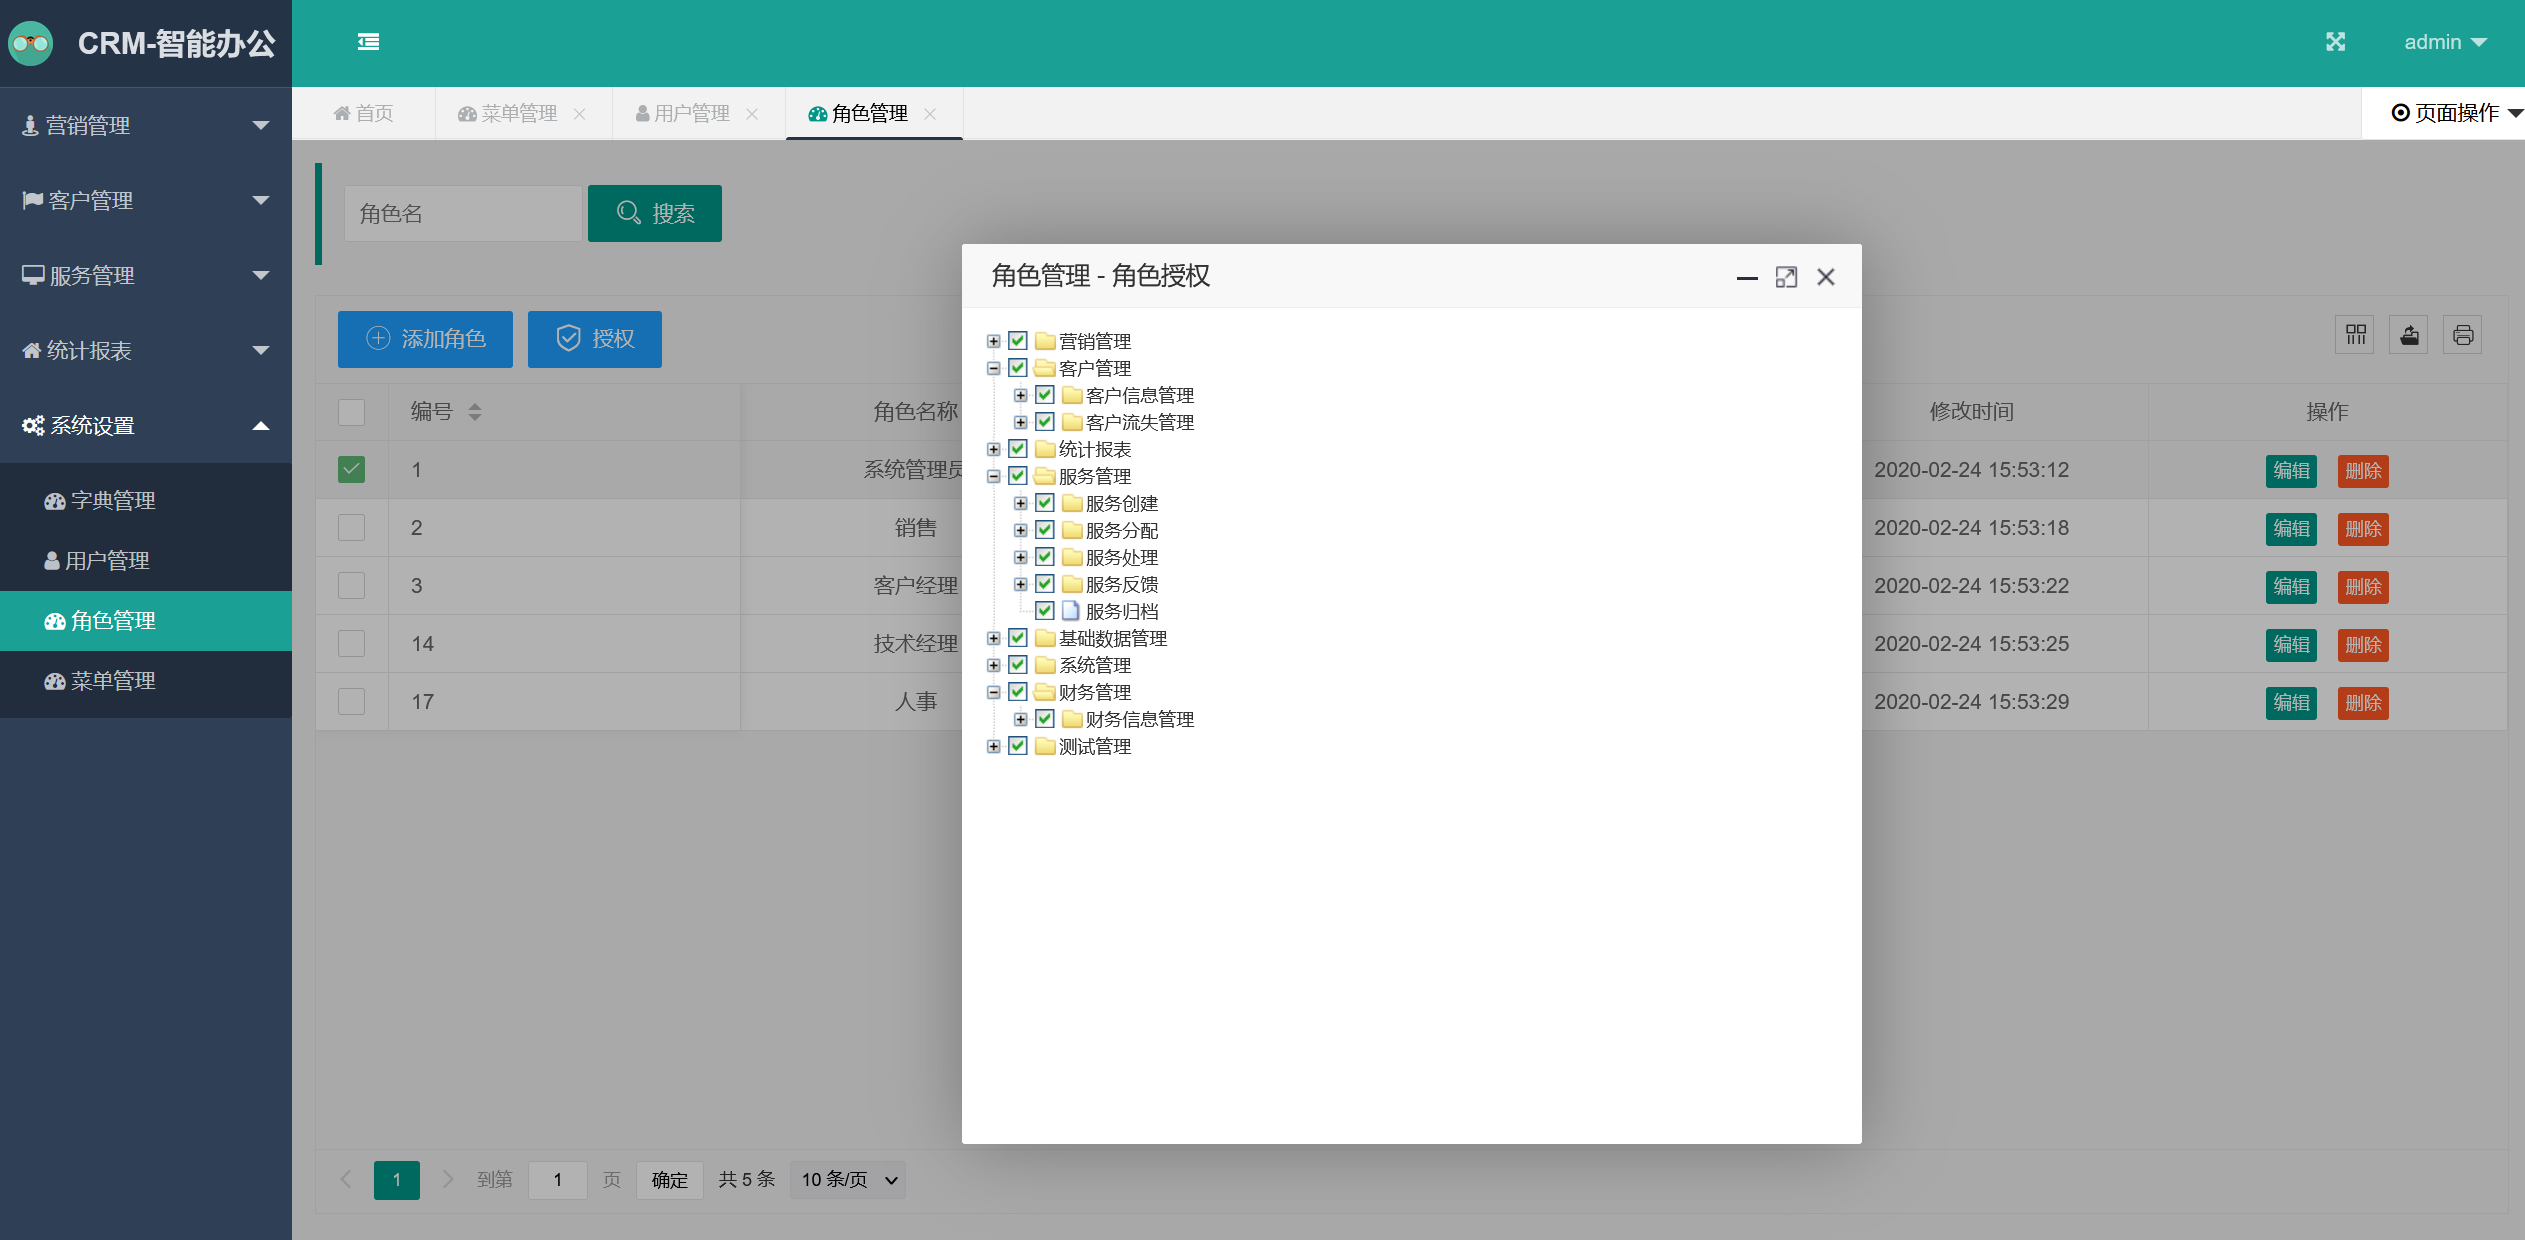 CRM-智能办公
admin
营销管理
客户管理
服务管理
统计报表
系统设置
字典管理
用户管理
角色管理
菜单管理
首页 菜单管理 用户管理 角色管理 页面操作
角色名 搜索
添加角色 授权
编号 角色名称 修改时间 操作
1 系统管理员 2020-02-24 15:53:12 编辑 删除
2 销售 2020-02-24 15:53:18 编辑 删除
3 客户经理 2020-02-24 15:53:22 编辑 删除
14 技术经理 2020-02-24 15:53:25 编辑 删除
17 人事 2020-02-24 15:53:29 编辑 删除
角色管理 - 角色授权
营销管理
客户管理
客户信息管理
客户流失管理
统计报表
服务管理
服务创建
服务分配
服务处理
服务反馈
服务归档
基础数据管理
系统管理
财务管理
财务信息管理
测试管理
1 到第 1 页 确定 共 5 条 10 条/页